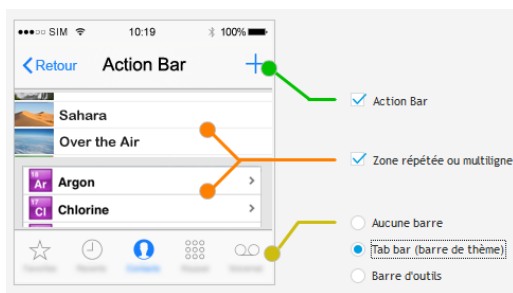 SIM 10:19 100%
Retour Action Bar
Sahara
Over the Air
18 Ar Argon
17 Cl Chlorine
Action Bar
Zone répétée ou multiligne
Aucune barre
Tab bar (barre de thème)
Barre d'outils